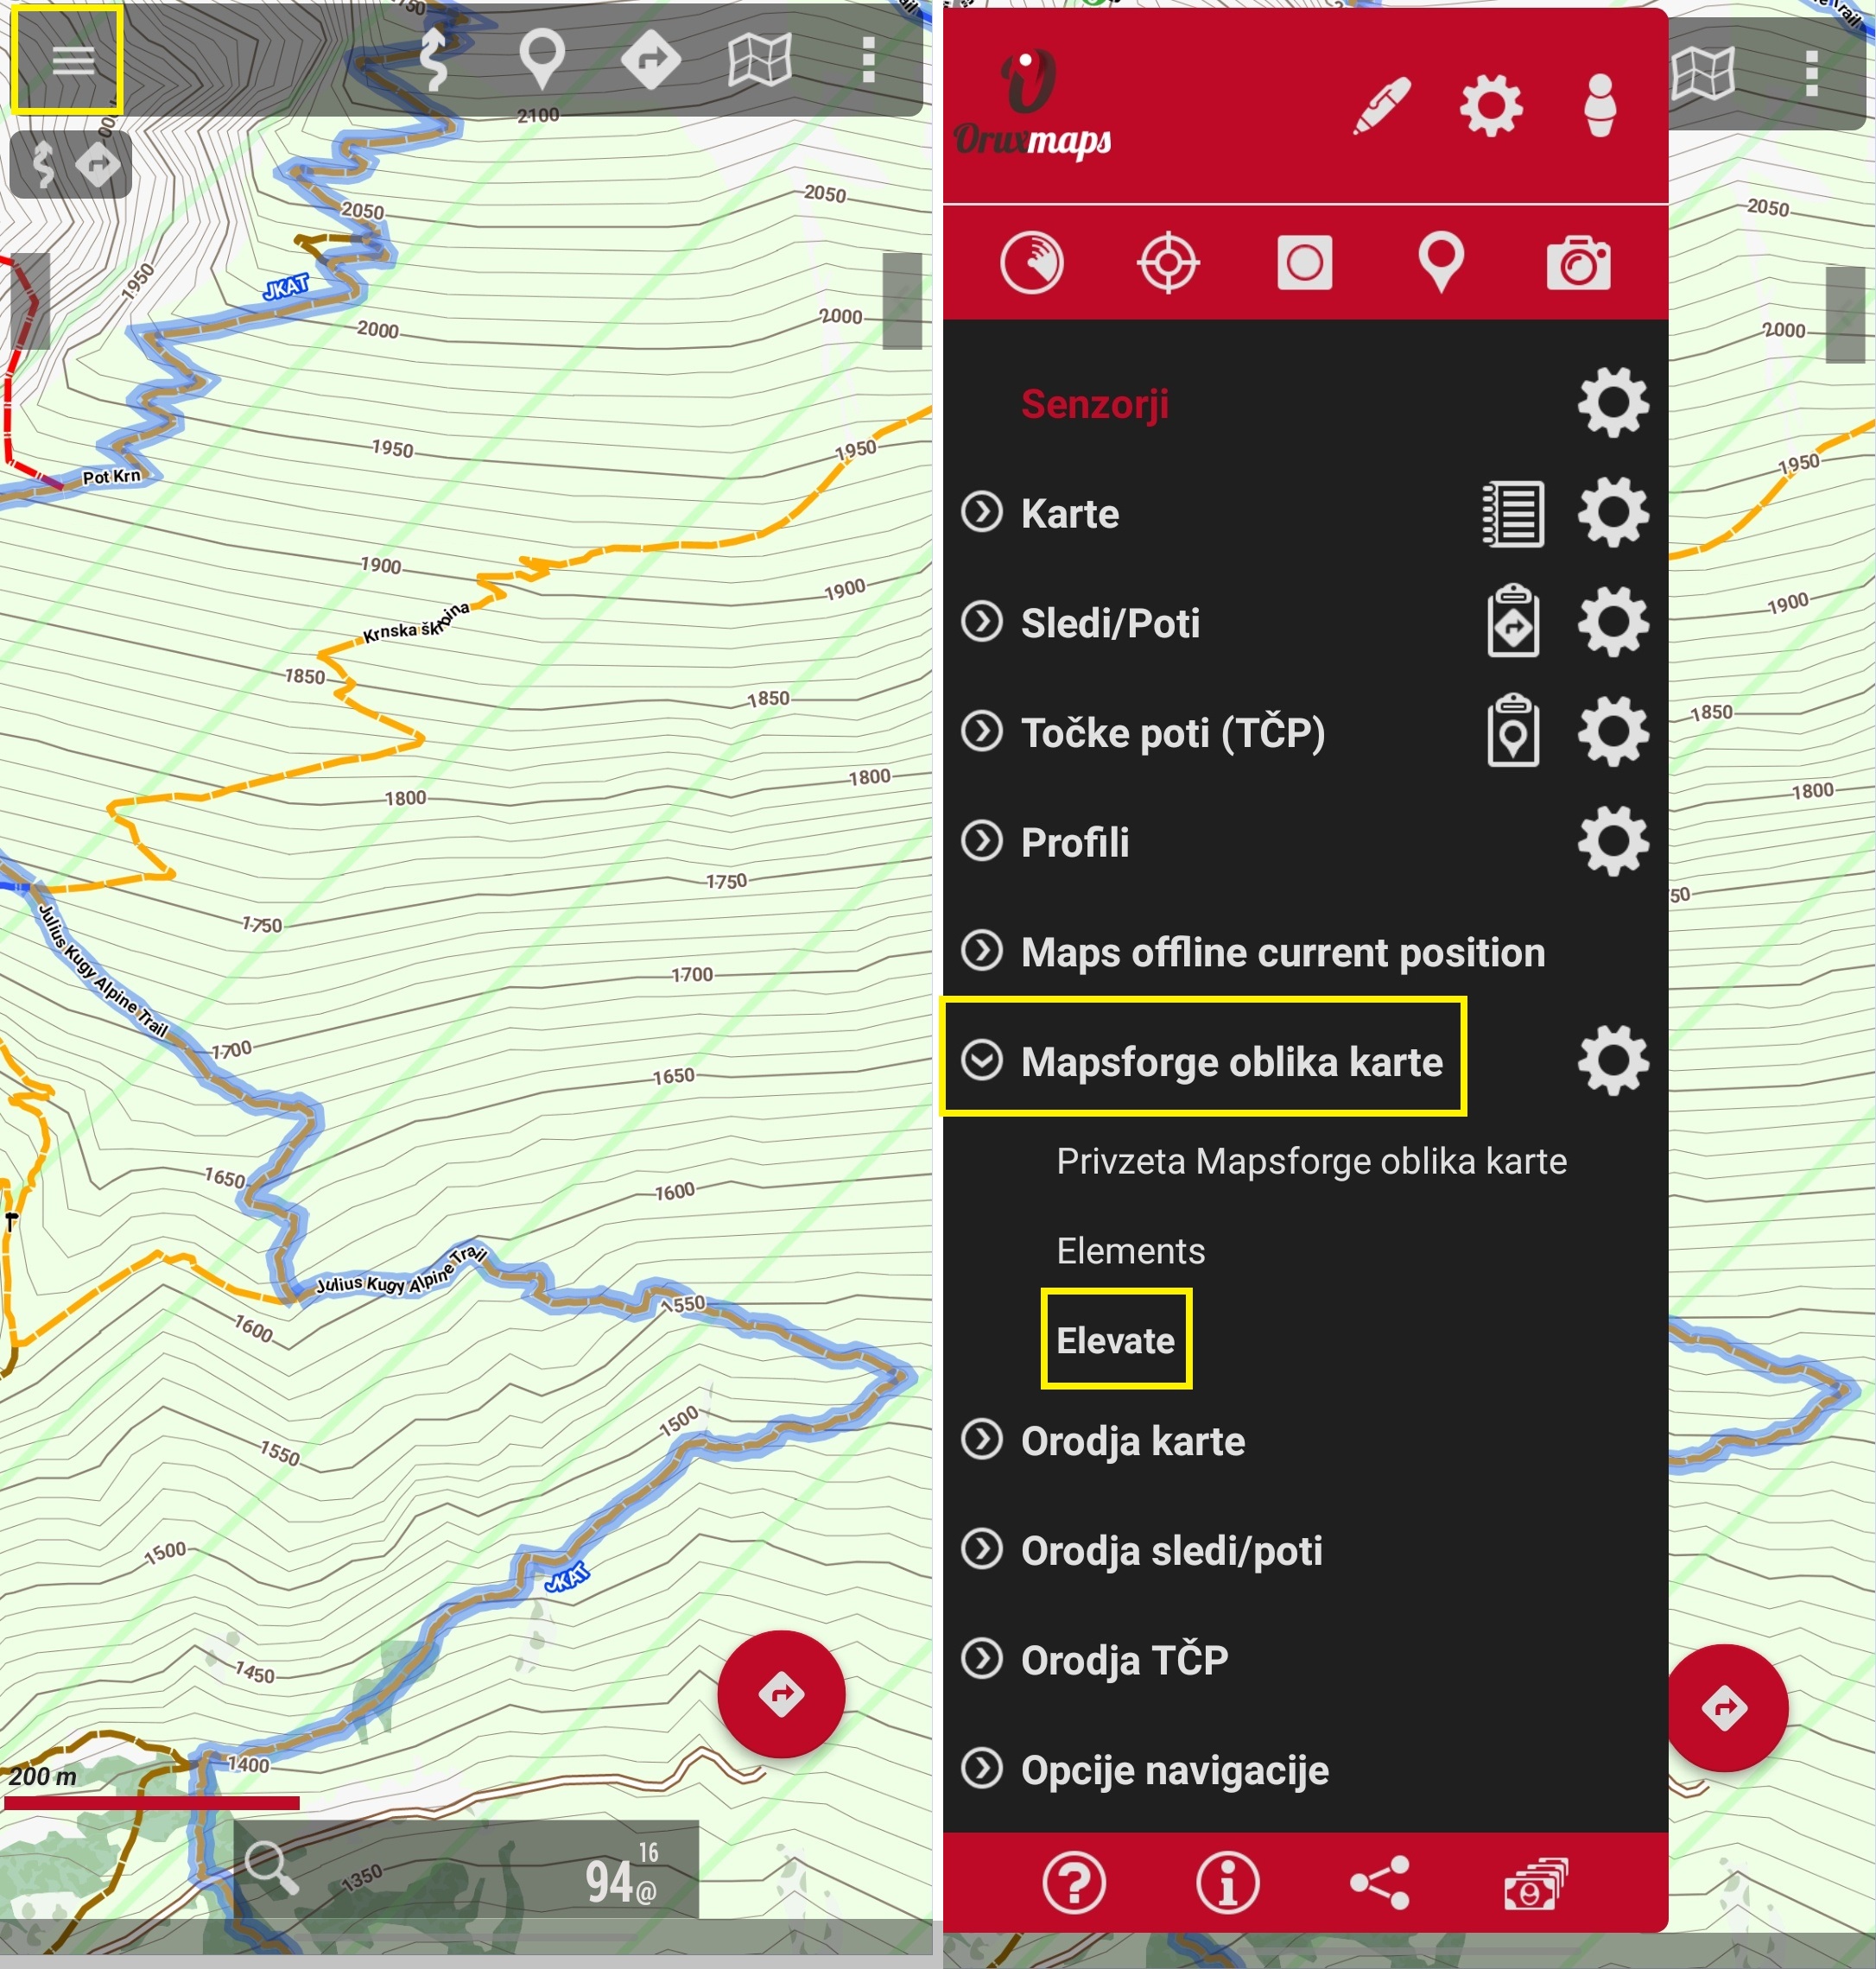 2100
2050
2050
1950
JKAT
2000
2000
1950
1950
Pot Krn
1900
1900
Krnska škrbina
1850
1850
1800
1800
1750
1750
Julius Kugy Alpine Trail
1700
1700
1650
1650
1600
Julius Kugy Alpine Trail
1550
1600
1500
1550
1500
JKAT
1450
1400
200 m
1350
16
94@
Oruxmaps
Senzorji
Karte
Sledi/Poti
Točke poti (TČP)
Profili
Maps offline current position
Mapsforge oblika karte
Privzeta Mapsforge oblika karte
Elements
Elevate
Orodja karte
Orodja sledi/poti
Orodja TČP
Opcije navigacije
2050
2000
1950
1900
1850
1800